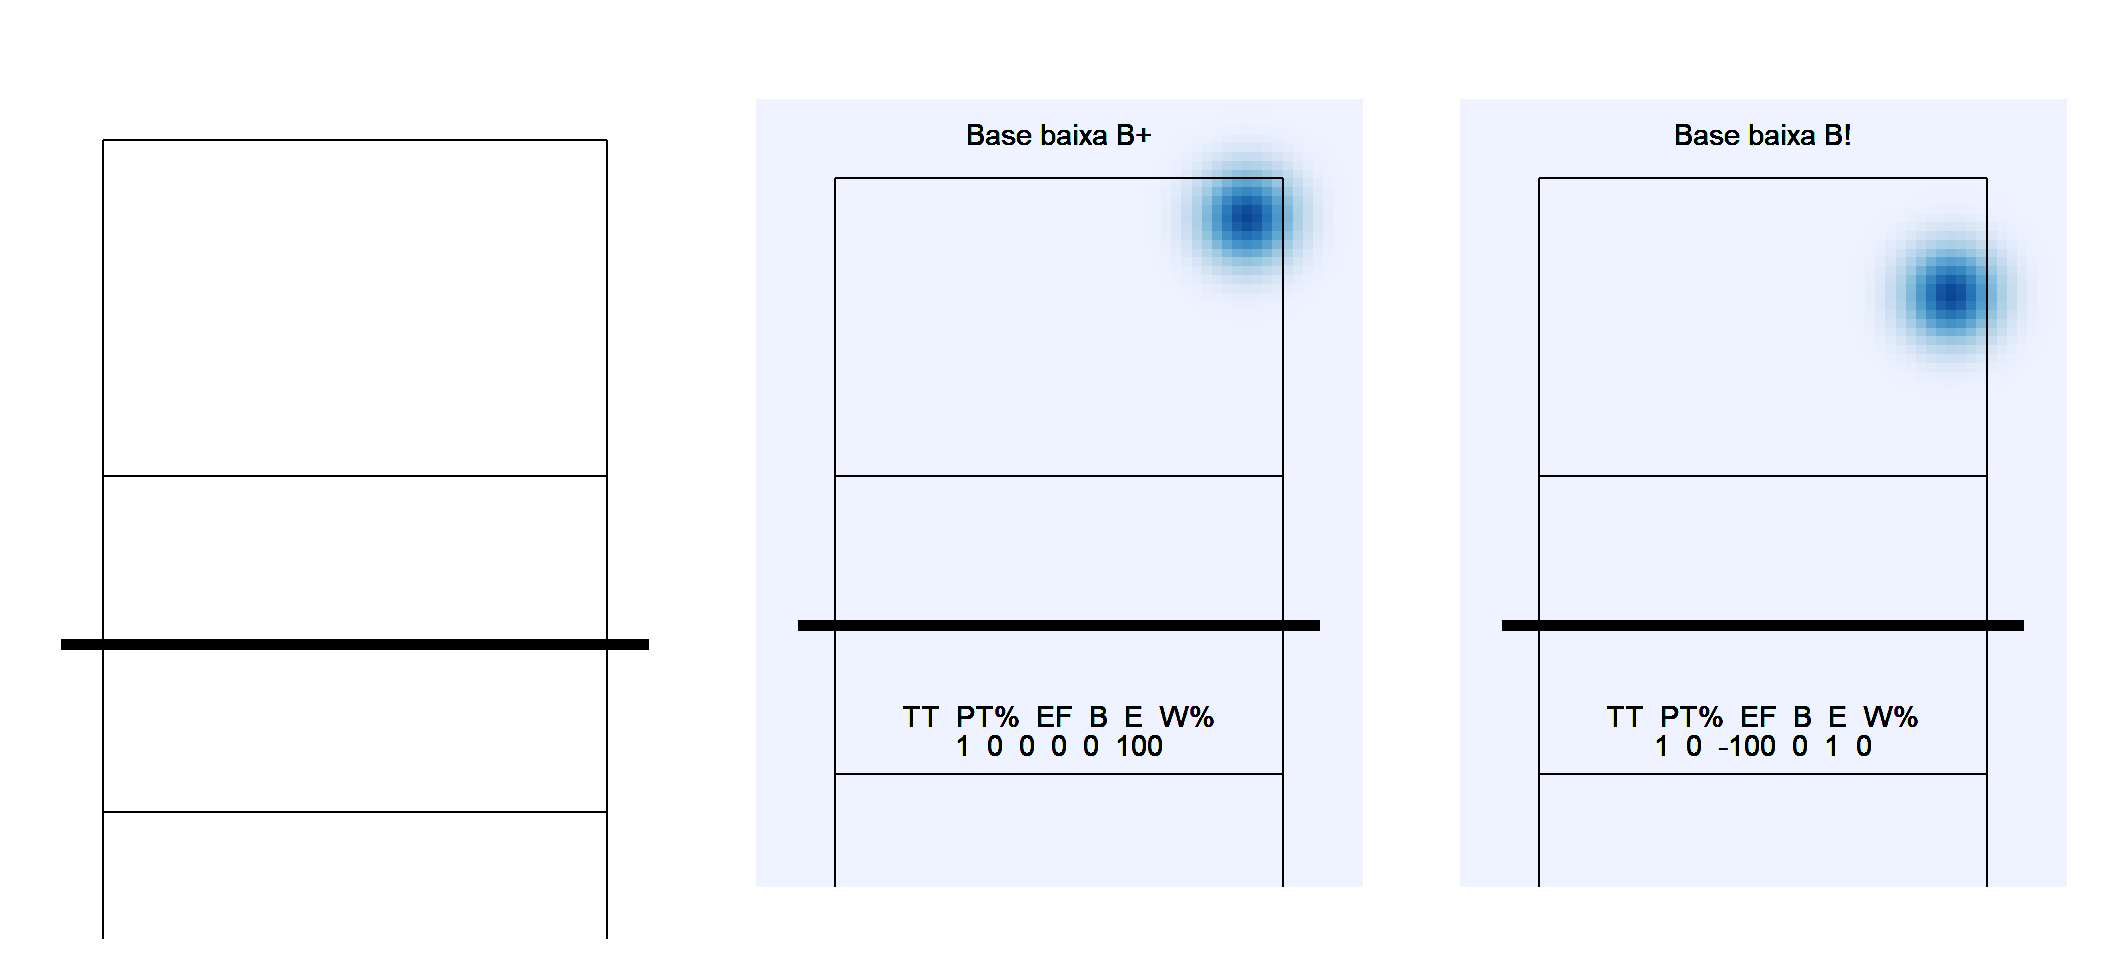 Base baixa B+
TT PT% EF B E W%
1 0 0 0 0 100
Base baixa B!
TT PT% EF B E W%
1 0 -100 0 1 0